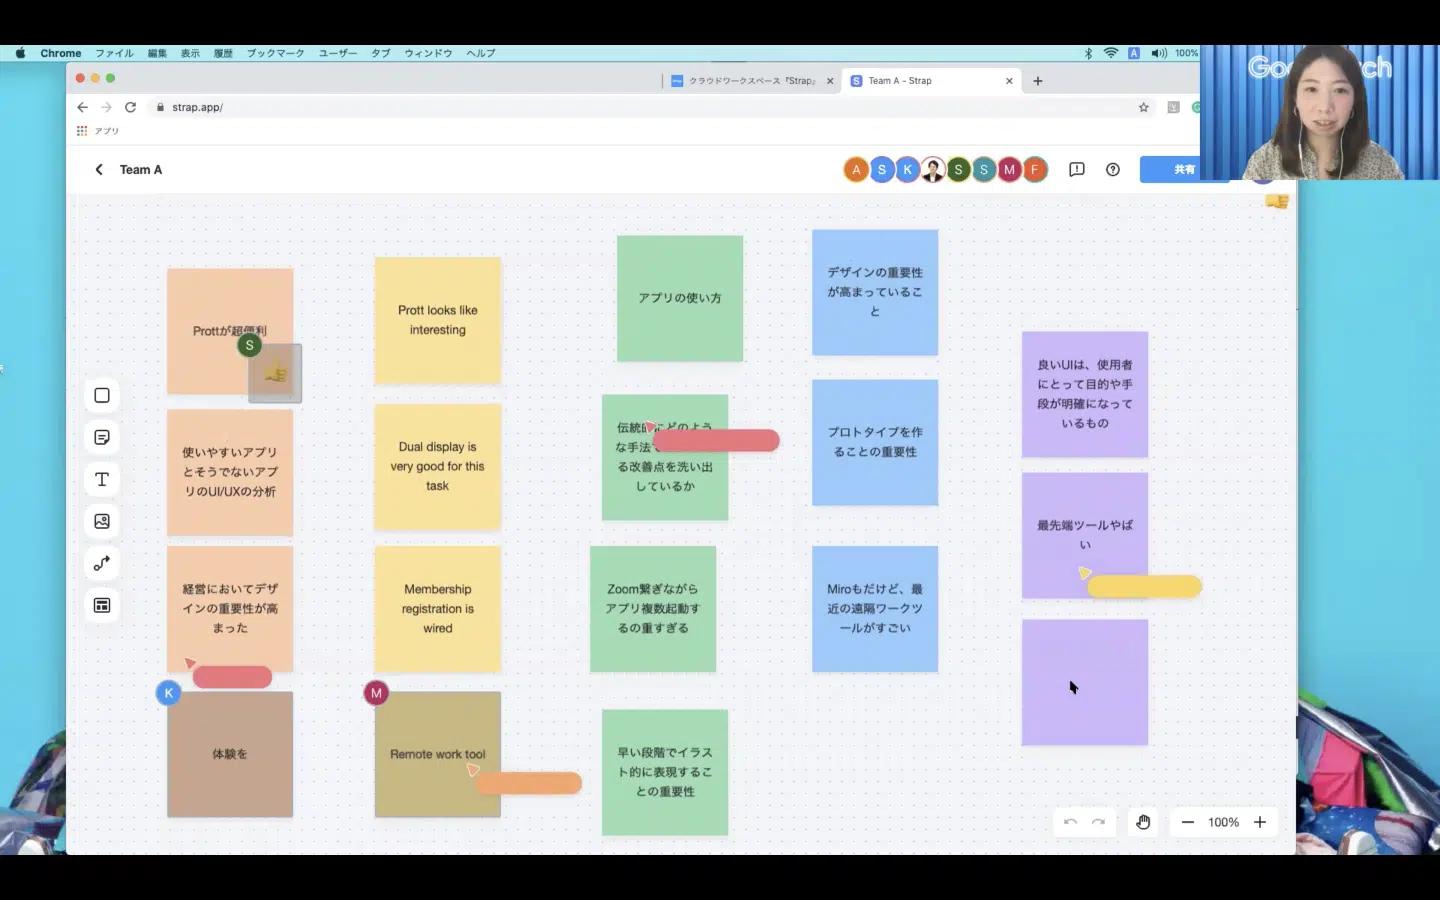 Chrome ファイル 編集 表示 履歴 ブックマーク ユーザー タブ ウィンドウ ヘルプ
A 100%
クラウドワークスペース「Strap」
Team A - Strap
strap.app/
アプリ
Team A
A S K S S M F
共有
Prottが超便利
S
使いやすいアプリ
とそうでないアプ
リのUI/UXの分析
経営においてデザ
インの重要性が高
まった
K
体験を
Prott looks like
interesting
Dual display is
very good for this
task
Membership
registration is
wired
M
Remote work tool
アプリの使い方
伝統的にどのよう
な手法
る改善点を洗い出
しているか
Zoom繋ぎながら
アプリ複数起動す
るの重すぎる
早い段階でイラス
ト的に表現するこ
との重要性
デザインの重要性
が高まっているこ
と
プロトタイプを作
ることの重要性
Miroもだけど、最
近の遠隔ワークツ
ールがすごい
良いUIは、使用者
にとって目的や手
段が明確になって
いるもの
最先端ツールやば
い
T
100%